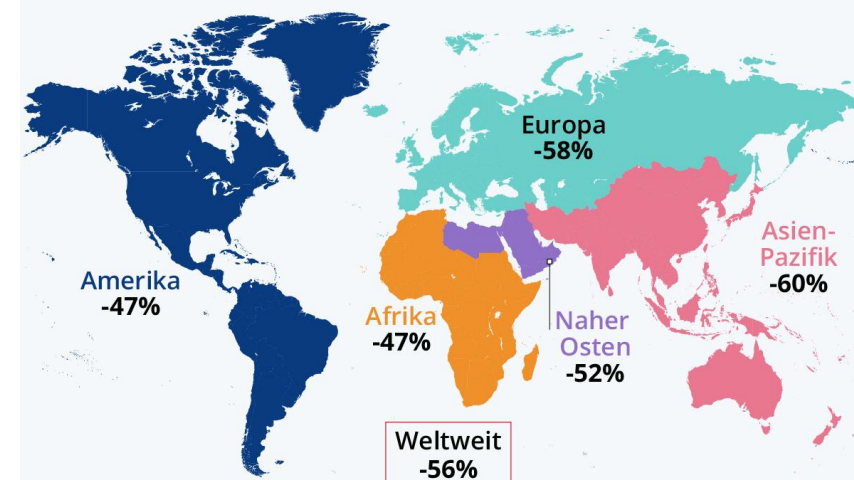 Europa
-58%
Asien-
Pazifik
-60%
Amerika
-47%
Afrika
-47%
Naher
Osten
-52%
Weltweit
-56%